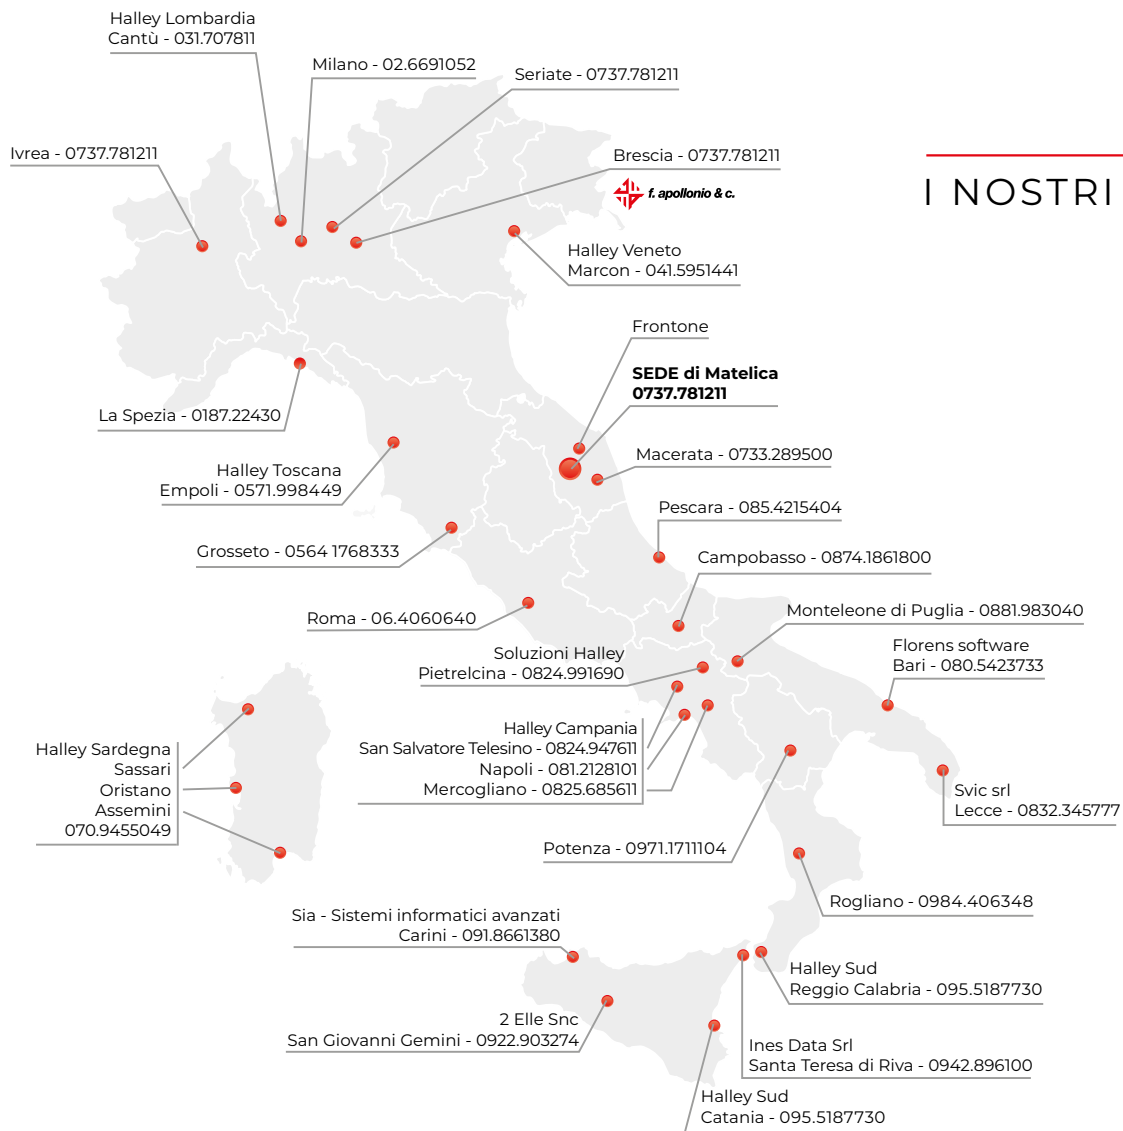 Halley Lombardia
Cantù - 031.707811
Milano - 02.6691052
Seriate - 0737.781211
Ivrea - 0737.781211
Brescia - 0737.781211
f. apollonio & c.
I NOSTRI
Halley Veneto
Marcon - 041.5951441
Frontone
SEDE di Matelica
0737.781211
La Spezia - 0187.22430
Halley Toscana
Empoli - 0571.998449
Macerata - 0733.289500
Pescara - 085.4215404
Grosseto - 0564 1768333
Campobasso - 0874.1861800
Roma - 06.4060640
Monteleone di Puglia - 0881.983040
Soluzioni Halley
Pietrelcina - 0824.991690
Florens software
Bari - 080.5423733
Halley Campania
San Salvatore Telesino - 0824.947611
Napoli - 081.2128101
Mercogliano - 0825.685611
Halley Sardegna
Sassari
Oristano
Assemini
070.9455049
Svic srl
Lecce - 0832.345777
Potenza - 0971.1711104
Rogliano - 0984.406348
Sia - Sistemi informatici avanzati
Carini - 091.8661380
Halley Sud
Reggio Calabria - 095.5187730
2 Elle Snc
San Giovanni Gemini - 0922.903274
Ines Data Srl
Santa Teresa di Riva - 0942.896100
Halley Sud
Catania - 095.5187730